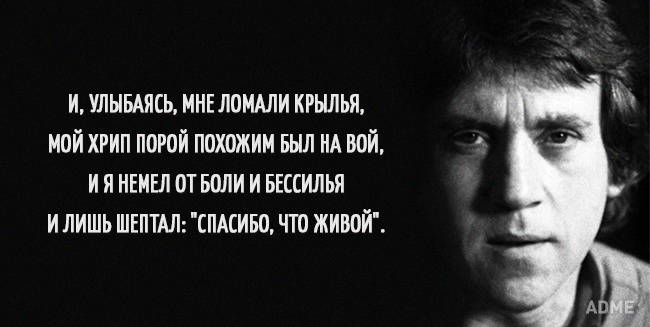 И, УЛЫБАЯСЬ, МНЕ ЛОМАЛИ КРЫЛЬЯ,
МОЙ ХРИП ПОРОЙ ПОХОЖИМ БЫЛ НА ВОЙ,
И Я НЕМЕЛ ОТ БОЛИ И БЕССИЛЬЯ
И ЛИШЬ ШЕПТАЛ: "СПАСИБО, ЧТО ЖИВОЙ".
ADME